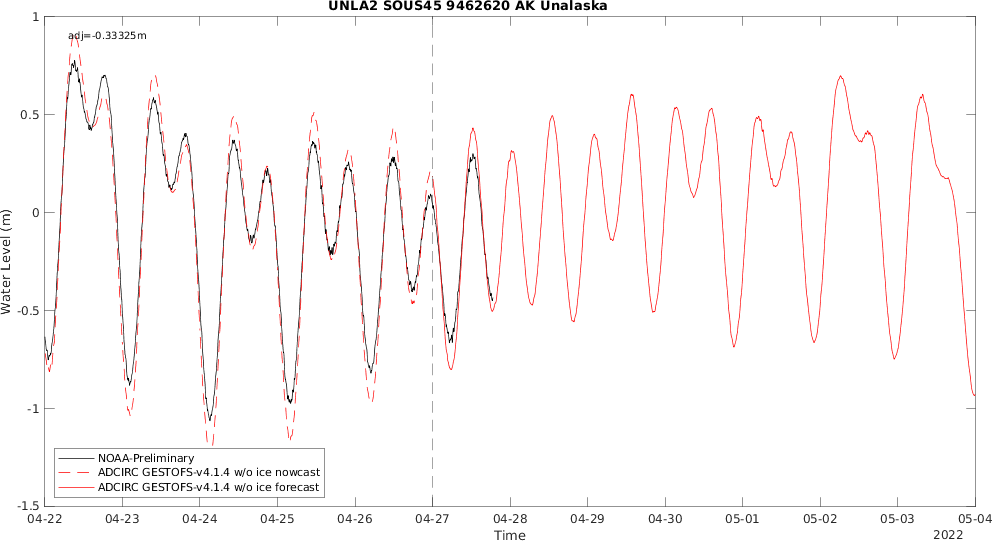 UNLA2 SOUS45 9462620 AK Unalaska
adj=-0.33325m
1
0.5
0
-0.5
-1
-1.5
Water Level (m)
NOAA-Preliminary
ADCIRC GESTOFS-v4.1.4 w/o ice nowcast
ADCIRC GESTOFS-v4.1.4 w/o ice forecast
04-22 04-23 04-24 04-25 04-26 04-27 04-28 04-29 04-30 05-01 05-02 05-03 05-04
Time
2022